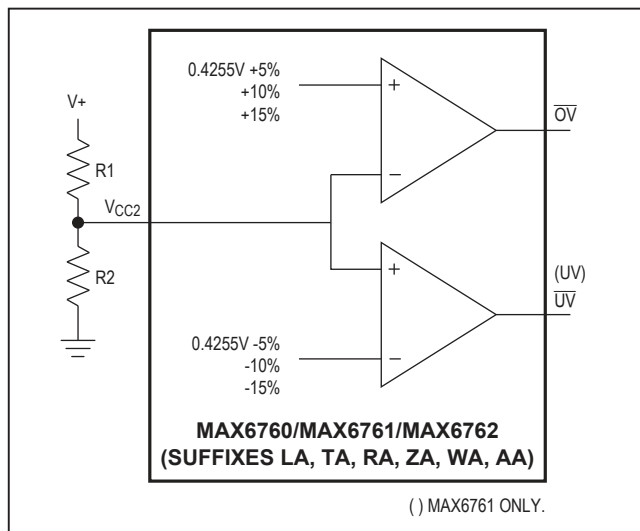 0.4255V +5%
+10%
+15%
V+
R1
VCC2
R2
+
−
OV
+
−
(UV)
UV
0.4255V -5%
-10%
-15%
MAX6760/MAX6761/MAX6762
(SUFFIXES LA, TA, RA, ZA, WA, AA)
( ) MAX6761 ONLY.